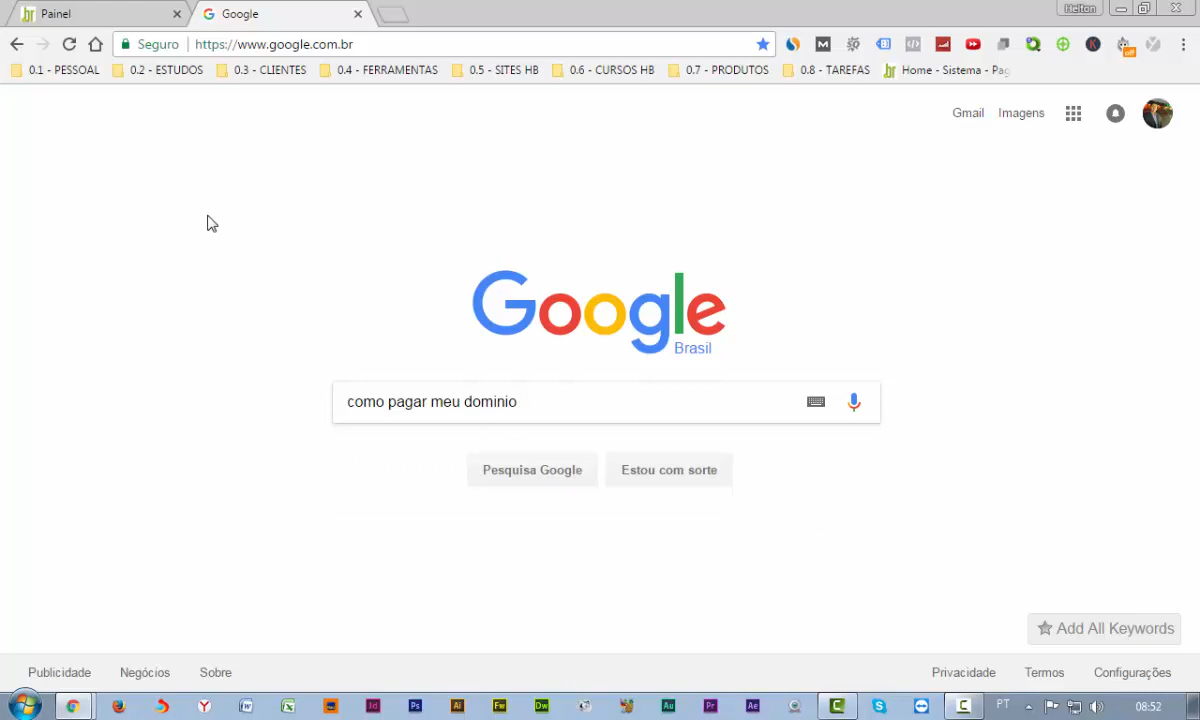 Painel
Google
Helton
Seguro
https://www.google.com.br
0.1 - PESSOAL
0.2 - ESTUDOS
0.3 - CLIENTES
0.4 - FERRAMENTAS
0.5 - SITES HB
0.6 - CURSOS HB
0.7 - PRODUTOS
0.8 - TAREFAS
Home - Sistema - Pag
Gmail
Imagens
Google
Brasil
como pagar meu dominio
Pesquisa Google
Estou com sorte
Add All Keywords
Publicidade
Negócios
Sobre
Privacidade
Termos
Configurações
PT
08:52